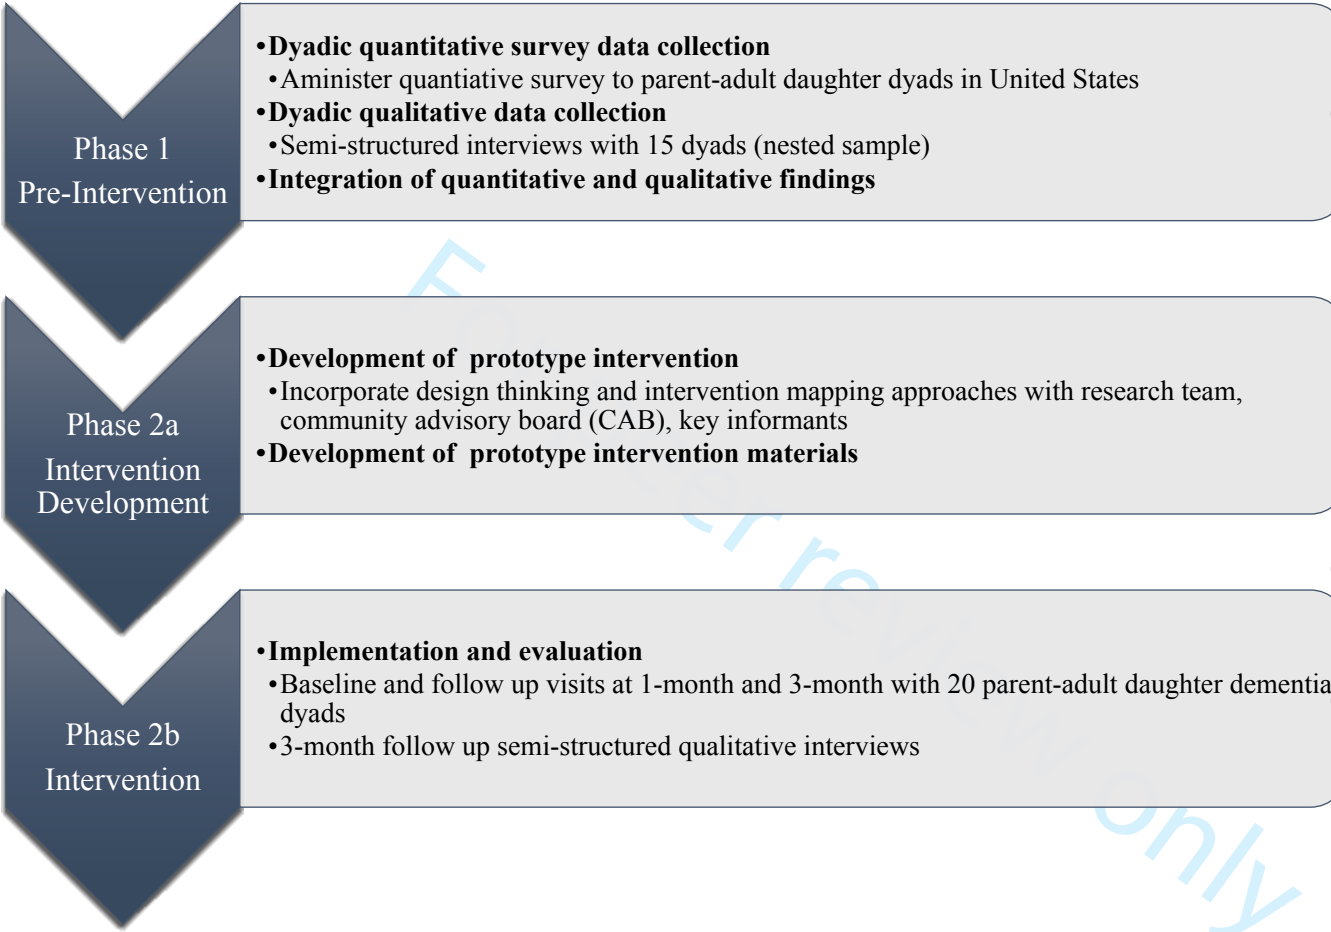 Phase 1
Pre-Intervention
•Dyadic quantitative survey data collection
•Aminister quantiative survey to parent-adult daughter dyads in United States
•Dyadic qualitative data collection
•Semi-structured interviews with 15 dyads (nested sample)
•Integration of quantitative and qualitative findings
Phase 2a
Intervention
Development
•Development of  prototype intervention
•Incorporate design thinking and intervention mapping approaches with research team,
community advisory board (CAB), key informants
•Development of  prototype intervention materials
Phase 2b
Intervention
•Implementation and evaluation
•Baseline and follow up visits at 1-month and 3-month with 20 parent-adult daughter dementia
dyads
•3-month follow up semi-structured qualitative interviews
For peer review only